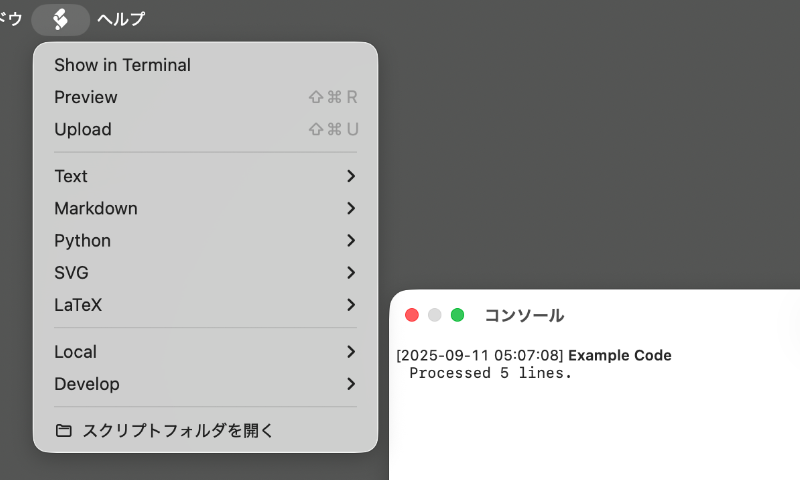 ドウ ヘルプ
Show in Terminal
Preview ⇧⌘R
Upload ⇧⌘U
Text
Markdown
Python
SVG
LaTeX
Local
Develop
スクリプトフォルダを開く
コンソール
[2025-09-11 05:07:08] Example Code
Processed 5 lines.